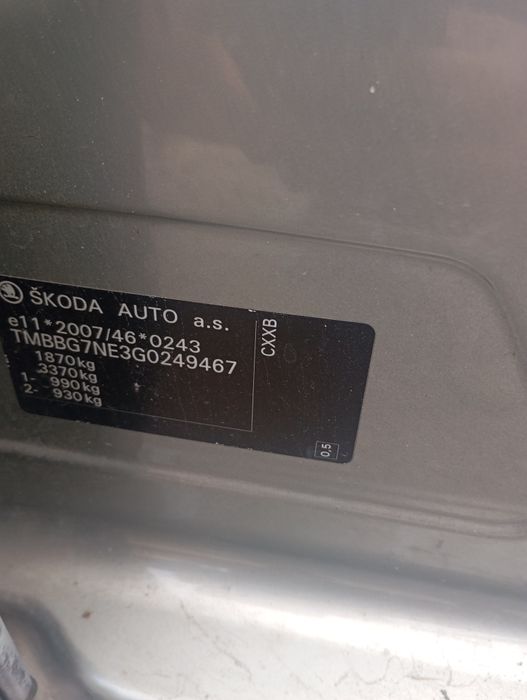 ŠKODA AUTO a.s.
e11*2007/46*0243
TMBBG7NE3G0249467
1870kg
3370kg
1- 990kg
2- 930kg
CXXB
0,5